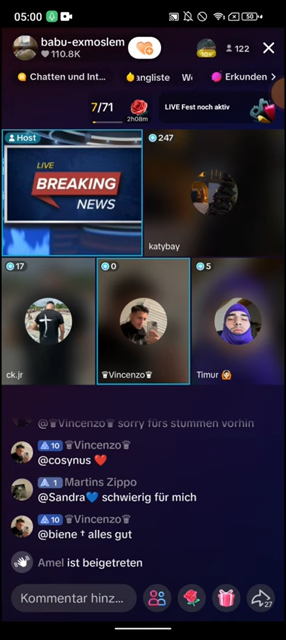 05:00
50
babu-exmoslem
110.8K
122
Chatten und Int...
angliste
Erkunden
7/71
2h08m
LIVE Fest noch aktiv
Host
LIVE
BREAKING
NEWS
247
katybay
17
ck.jr
0
♛Vincenzo♛
5
Timur 🙆
@♛Vincenzo♛ sorry fürs stummen vorhin
10 ♛Vincenzo♛
@cosynus ❤️
1 Martins Zippo
@Sandra💙 schwierig für mich
10 ♛Vincenzo♛
@biene † alles gut
Amel ist beigetreten
Kommentar hinz...
27